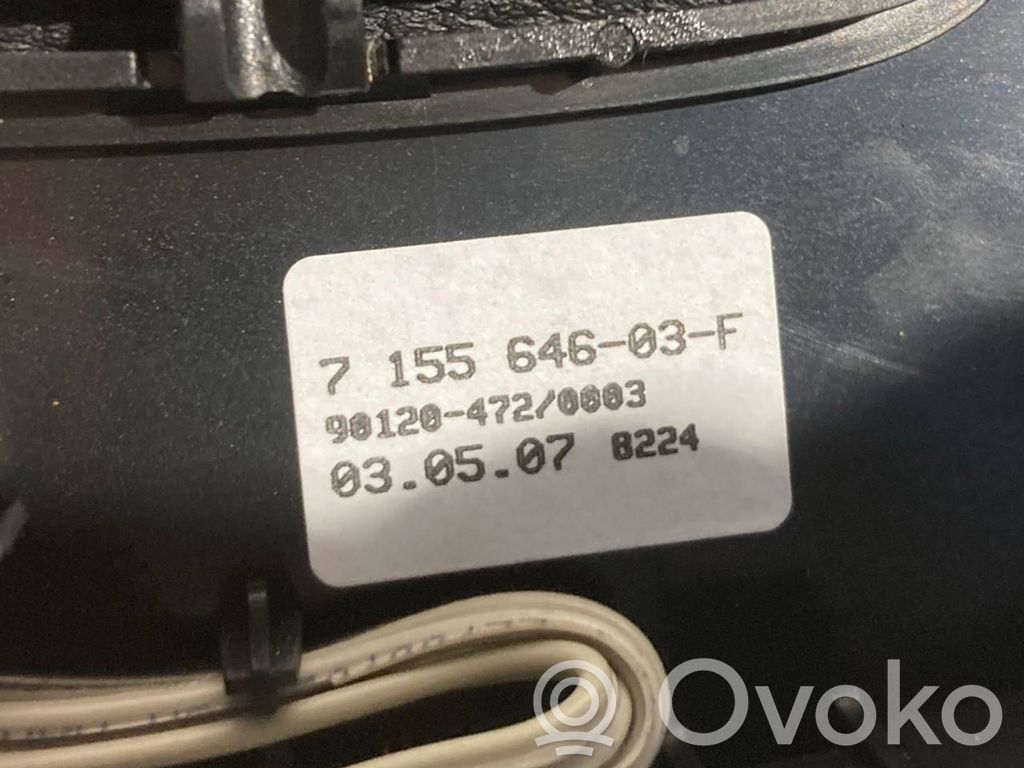 7 155 646-03-F
90120-472/0003
03.05.07 8224
Ovoko